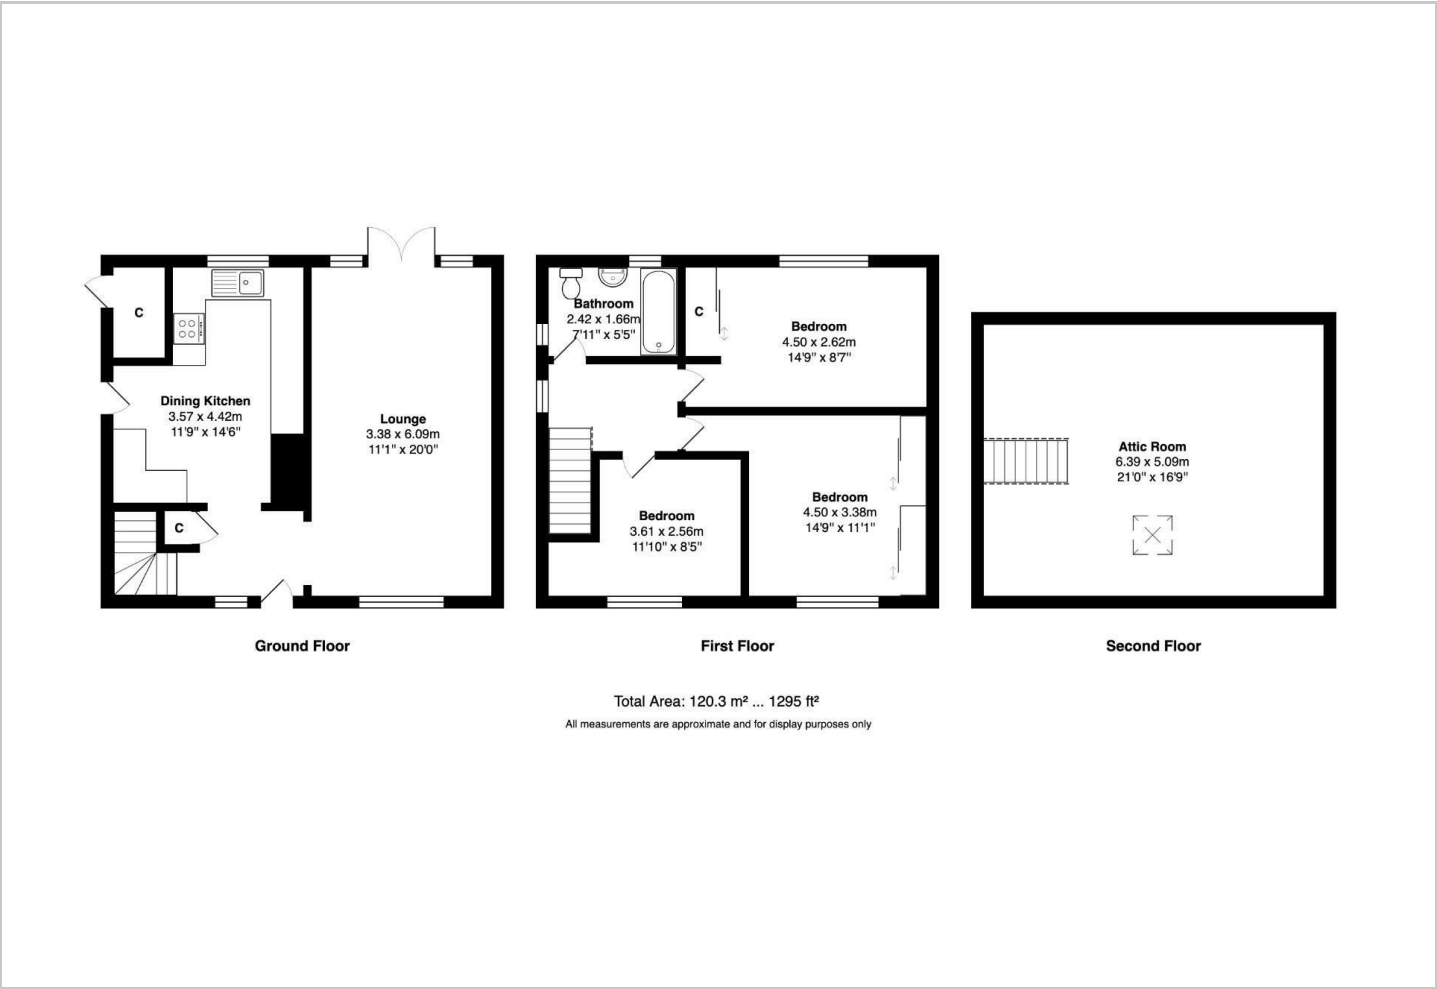 C
Dining Kitchen
3.57 x 4.42m
11'9" x 14'6"
Lounge
3.38 x 6.09m
11'1" x 20'0"
C
Ground Floor
Bathroom
2.42 x 1.66m
7'11" x 5'5"
C
Bedroom
4.50 x 2.62m
14'9" x 8'7"
Bedroom
4.50 x 3.38m
14'9" x 11'1"
Bedroom
3.61 x 2.56m
11'10" x 8'5"
First Floor
Attic Room
6.39 x 5.09m
21'0" x 16'9"
Second Floor
Total Area: 120.3 m² ... 1295 ft²
All measurements are approximate and for display purposes only